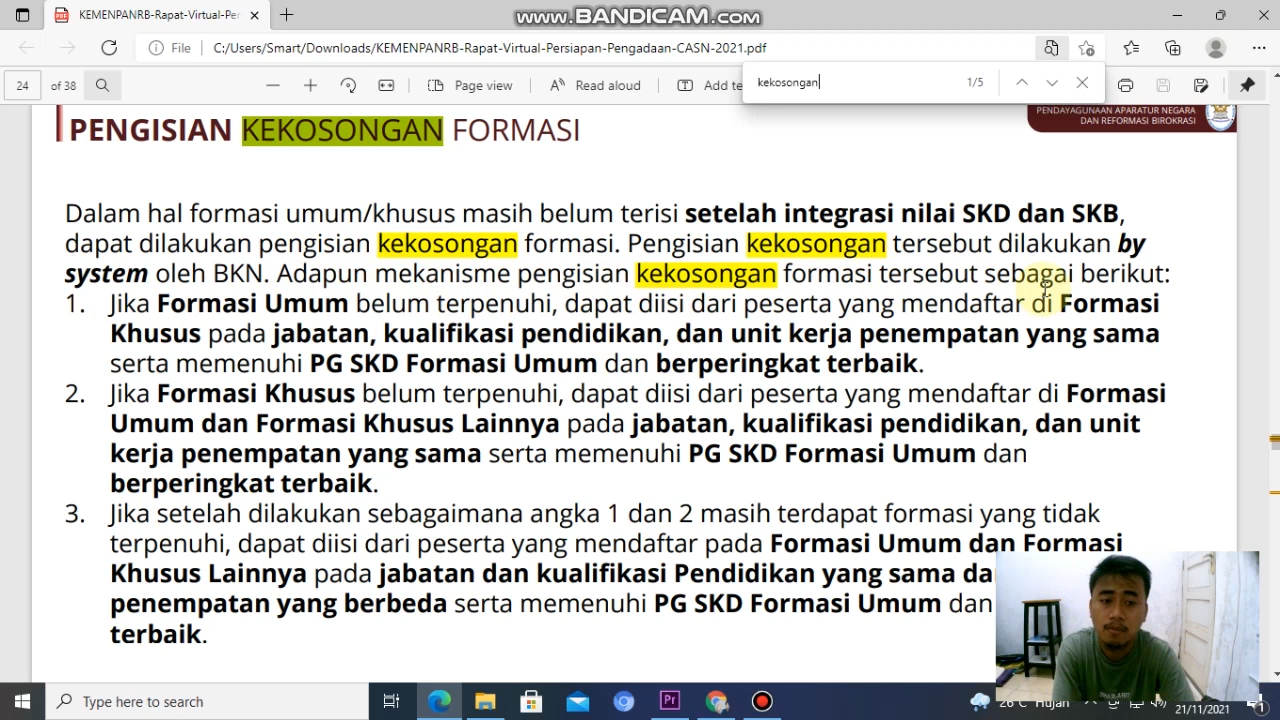 www.BANDICAM.com
KEMENPANRB-Rapat-Virtual-Per
File C:/Users/Smart/Downloads/KEMENPANRB-Rapat-Virtual-Persiapan-Pengadaan-CASN-2021.pdf
24 of 38 Page view Read aloud Add te
kekosongan 1/5
PENDAYAGUNAAN APARATUR NEGARA
DAN REFORMASI BIROKRASI
PENGISIAN KEKOSONGAN FORMASI
Dalam hal formasi umum/khusus masih belum terisi setelah integrasi nilai SKD dan SKB,
dapat dilakukan pengisian kekosongan formasi. Pengisian kekosongan tersebut dilakukan by
system oleh BKN. Adapun mekanisme pengisian kekosongan formasi tersebut sebagai berikut:
1. Jika Formasi Umum belum terpenuhi, dapat diisi dari peserta yang mendaftar di Formasi
Khusus pada jabatan, kualifikasi pendidikan, dan unit kerja penempatan yang sama
serta memenuhi PG SKD Formasi Umum dan berperingkat terbaik.
2. Jika Formasi Khusus belum terpenuhi, dapat diisi dari peserta yang mendaftar di Formasi
Umum dan Formasi Khusus Lainnya pada jabatan, kualifikasi pendidikan, dan unit
kerja penempatan yang sama serta memenuhi PG SKD Formasi Umum dan
berperingkat terbaik.
3. Jika setelah dilakukan sebagaimana angka 1 dan 2 masih terdapat formasi yang tidak
terpenuhi, dapat diisi dari peserta yang mendaftar pada Formasi Umum dan Formasi
Khusus Lainnya pada jabatan dan kualifikasi Pendidikan yang sama da
penempatan yang berbeda serta memenuhi PG SKD Formasi Umum dan
terbaik.
Type here to search
26°C Hujan
21/11/2021